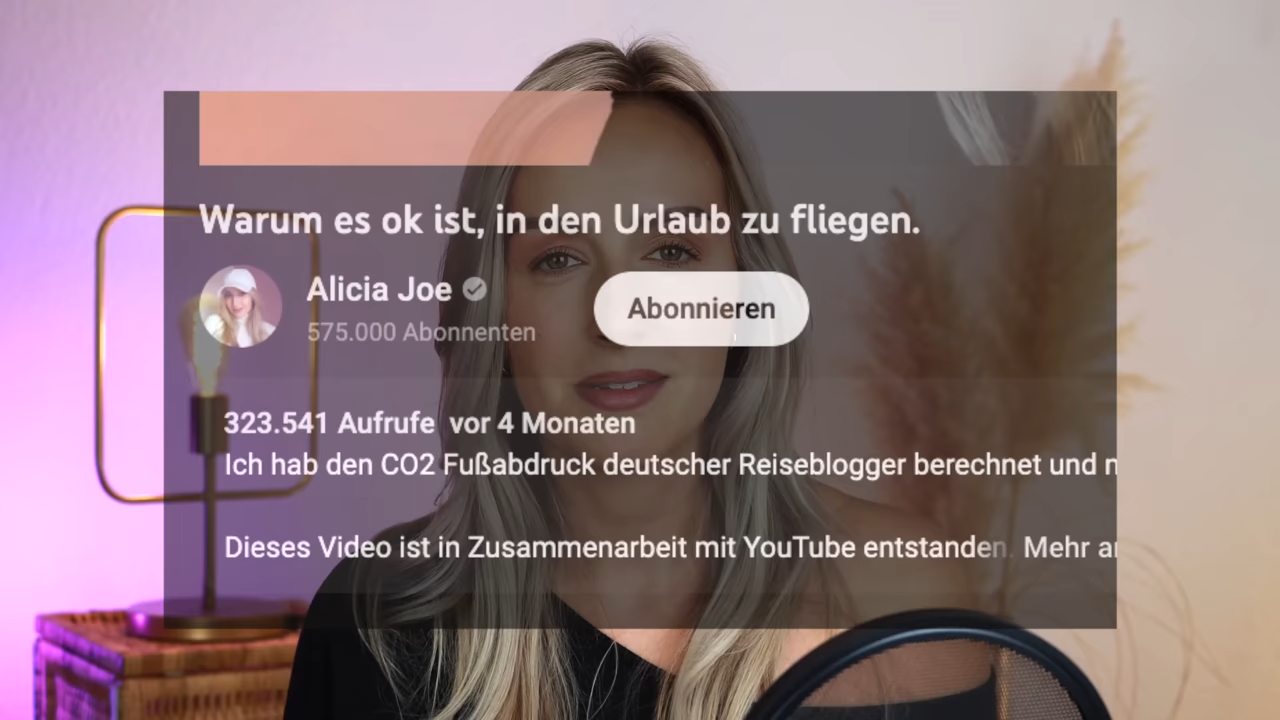 Warum es ok ist, in den Urlaub zu fliegen.
Alicia Joe
575.000 Abonnenten
Abonnieren
323.541 Aufrufe vor 4 Monaten
Ich hab den CO2 Fußabdruck deutscher Reiseblogger berechnet und
Dieses Video ist in Zusammenarbeit mit YouTube entstanden. Mehr